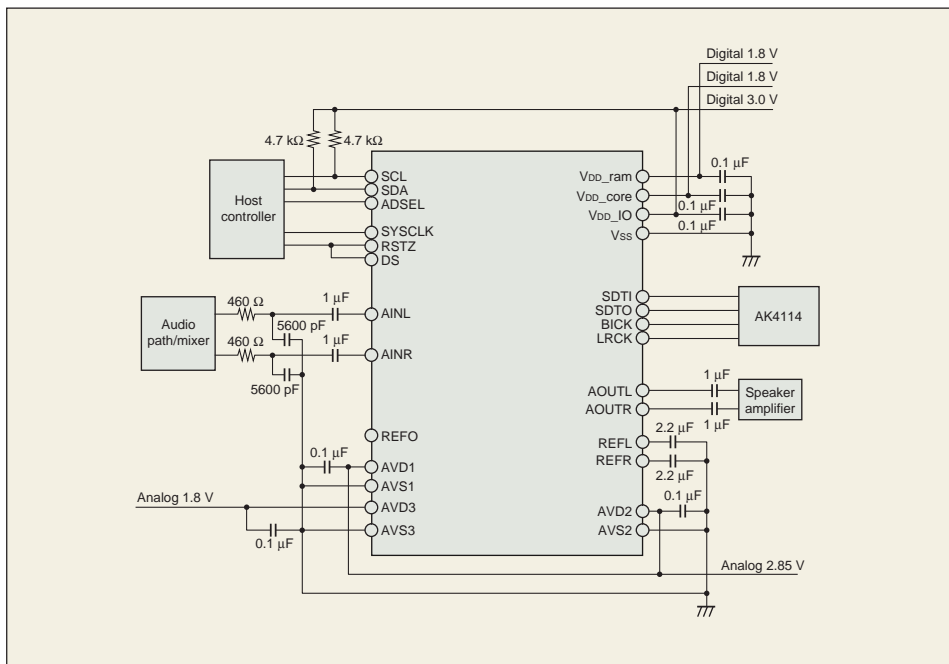 Digital 1.8 V
Digital 1.8 V
Digital 3.0 V
4.7 kΩ
4.7 kΩ
Host
controller
SCL
SDA
ADSEL
SYSCLK
RSTZ
DS
VDD_ram
VDD_core
VDD_IO
VSS
0.1 μF
0.1 μF
0.1 μF
Audio
path/mixer
460 Ω
1 μF
5600 pF
460 Ω
1 μF
5600 pF
AINL
AINR
SDTI
SDTO
BICK
LRCK
AK4114
AOUTL
AOUTR
1 μF
1 μF
Speaker
amplifier
REFO
REFL
REFR
2.2 μF
2.2 μF
0.1 μF
AVD1
AVS1
AVD3
AVS3
Analog 1.8 V
0.1 μF
AVD2
AVS2
0.1 μF
Analog 2.85 V